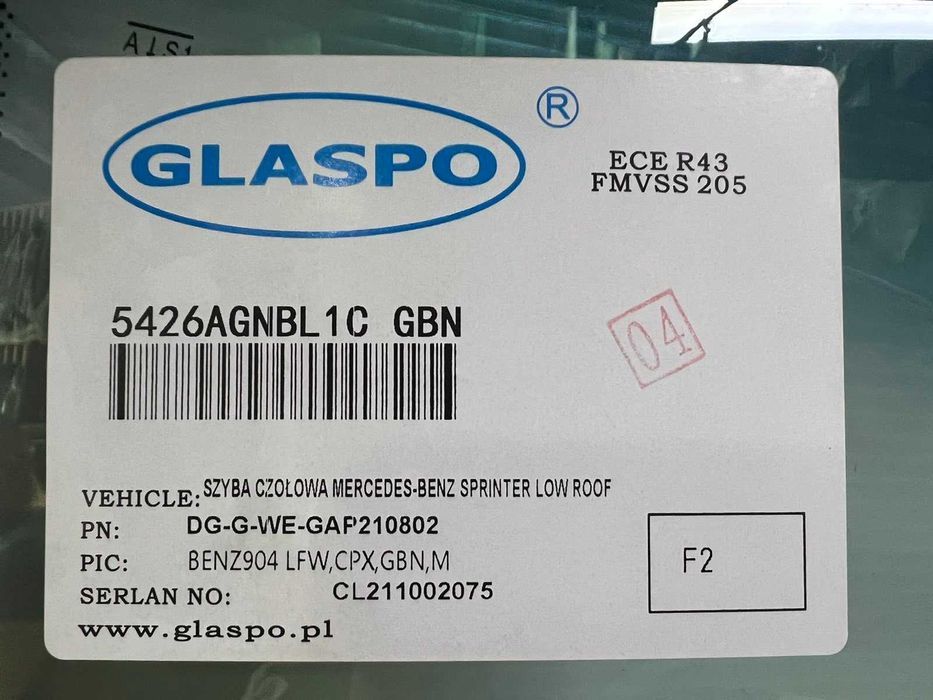 GLASPO ®
ECE R43
FMVSS 205
5426AGNBL1C GBN
04
VEHICLE: SZYBA CZOŁOWA MERCEDES-BENZ SPRINTER LOW ROOF
PN: DG-G-WE-GAP210802
PIC: BENZ904 LFW,CPX,GBN,M
SERLAN NO: CL211002075
F2
www.glaspo.pl